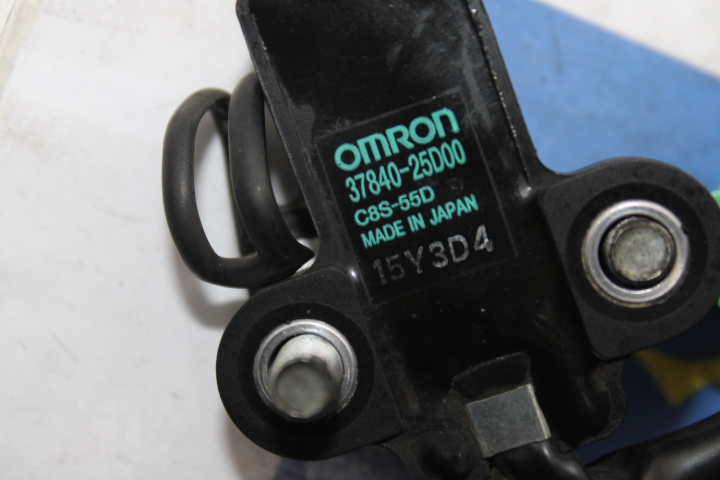 OMRON
37840-25D00
C8S-55D
MADE IN JAPAN
15Y3D4